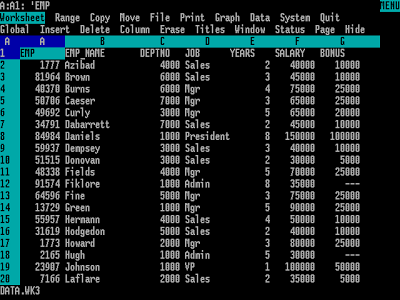 A:A1: 'EMP MENU
Worksheet Range Copy Move File Print Graph Data System Quit
Global Insert Delete Column Erase Titles Window Status Page Hide
A A B C D E F G
1 EMP EMP_NAME DEPTNO JOB YEARS SALARY BONUS
2 1777 Azibad 4000 Sales 2 40000 10000
3 81964 Brown 6000 Sales 3 45000 10000
4 40370 Burns 6000 Mgr 4 75000 25000
5 50706 Caeser 7000 Mgr 3 65000 25000
6 49692 Curly 3000 Mgr 5 65000 20000
7 34791 Dabarrett 7000 Sales 2 45000 10000
8 84984 Daniels 1000 President 8 150000 100000
9 59937 Dempsey 3000 Sales 3 40000 10000
10 51515 Donovan 3000 Sales 2 30000 5000
11 48338 Fields 4000 Mgr 5 70000 25000
12 91574 Fiklore 1000 Admin 8 35000 ---
13 64596 Fine 5000 Mgr 3 75000 25000
14 13729 Green 1000 Mgr 5 90000 25000
15 55957 Hermann 4000 Sales 4 50000 10000
16 31619 Hodgedon 5000 Sales 2 40000 10000
17 1773 Howard 2000 Mgr 3 80000 25000
18 2165 Hugh 1000 Admin 5 30000 ---
19 23907 Johnson 1000 VP 1 100000 50000
20 7166 Laflare 2000 Sales 2 35000 5000
DATA.WK3